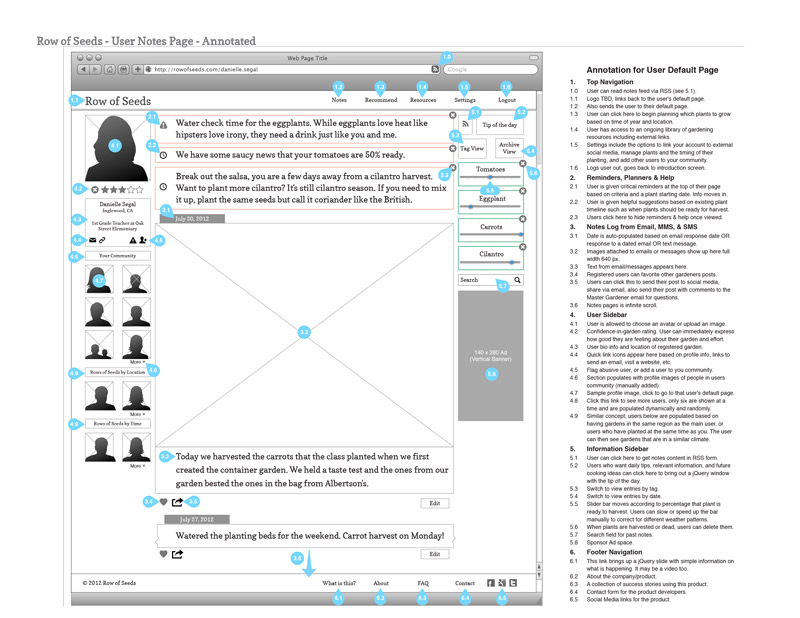 Row of Seeds - User Notes Page - Annotated
Web Page Title
1.0
http://rowofseeds.com/danielle.segal
Google
1.2
1.3
1.4
1.5
1.6
1.1
Row of Seeds
Notes
Recommend
Resources
Settings
Logout
4.1
2.1
Water check time for the eggplants. While eggplants love heat like
hipsters love irony, they need a drink just like you and me.
2.2
We have some saucy news that your tomatoes are 50% ready.
2.3
Break out the salsa, you are a few days away from a cilantro harvest.
Want to plant more cilantro? It's still cilantro season. If you need to mix
it up, plant the same seeds but call it coriander like the British.
5.1
5.2
Tip of the day
5.3
Tag View
Archive
View
5.4
Tomatoes
5.6
5.5
Eggplant
Carrots
Cilantro
Search
5.7
140 x 280 Ad
(Vertical Banner)
5.8
4.2
4.3
Danielle Segal
Inglewood, CA
1st Grade Teacher at Oak
Street Elementary
4.4
4.5
4.6
Your Community
4.7
More +
4.8
4.9
Rows of Seeds by Location
More +
4.9
Rows of Seeds by Time
More +
3.1
July 30, 2012
3.2
3.3
Today we harvested the carrots that the class planted when we first
created the container garden. We held a taste test and the ones from our
garden bested the ones in the bag from Albertson's.
3.4
3.5
Edit
July 27, 2012
Watered the planting beds for the weekend. Carrot harvest on Monday!
Edit
3.6
© 2012 Row of Seeds
What is this?
About
FAQ
Contact
6.1
6.2
6.3
6.4
6.5
Annotation for User Default Page
1. Top Navigation
1.0 User can read notes feed via RSS (see 5.1).
1.1 Logo TBD, links back to the user's default page.
1.2 Also sends the user to their default page.
1.3 User can click here to begin planning which plants to grow
based on time of year and location.
1.4 User has access to an ongoing library of gardening
resources including external links.
1.5 Settings include the options to link your account to external
social media, manage plants and the timing of their
planting, and add other users to your community.
1.6 Logs user out, goes back to introduction screen.
2. Reminders, Planners & Help
2.1 User is given critical reminders at the top of their page
based on criteria and a plant starting date. Info moves in.
2.2 User is given helpful suggestions based on existing plant
timeline such as when plants should be ready for harvest.
2.3 Users clicks here to hide reminders & help once viewed.
3. Notes Log from Email, MMS, & SMS
3.1 Date is auto-populated based on email response date OR
response to a dated email OR text message.
3.2 Images attached to emails or messages show up here full
width 640 px.
3.3 Text from email/messages appears here.
3.4 Registered users can favorite other gardeners posts.
3.5 Users can click this to send their post to social media,
share via email, also send their post with comments to the
Master Gardener email for questions.
3.6 Notes pages is infinite scroll.
4. User Sidebar
4.1 User is allowed to choose an avatar or upload an image.
4.2 Confidence-in-garden rating. User can immediately express
how good they are feeling about their garden and effort.
4.3 User bio info and location of registered garden.
4.4 Quick link icons appear here based on profile info, links to
send an email, visit a website, etc.
4.5 Flag abusive user, or add a user to you community.
4.6 Section populates with profile images of people in users
community (manually added).
4.7 Sample profile image, click to go to that user's default page.
4.8 Click this link to see more users, only six are shown at a
time and are populated dynamically and randomly.
4.9 Similar concept, users below are populated based on
having gardens in the same region as the main user, or
users who have planted at the same time as you. The user
can then see gardens that are in a similar climate.
5. Information Sidebar
5.1 User can click here to get notes content in RSS form.
5.2 Users who want daily tips, relevant information, and future
cooking ideas can click here to bring out a jQuery window
with the tip of the day.
5.3 Switch to view entries by tag.
5.4 Switch to view entries by date.
5.5 Slider bar moves according to percentage that plant is
ready to harvest. Users can slow or speed up the bar
manually to correct for different weather patterns.
5.6 When plants are harvested or dead, users can delete them.
5.7 Search field for past notes.
5.8 Sponsor Ad space.
6. Footer Navigation
6.1 This link brings up a jQuery slide with simple information on
what is happening. It may be a video too.
6.2 About the company/product.
6.3 A collection of success stories using this product.
6.4 Contact form for the product developers.
6.5 Social Media links for the product.